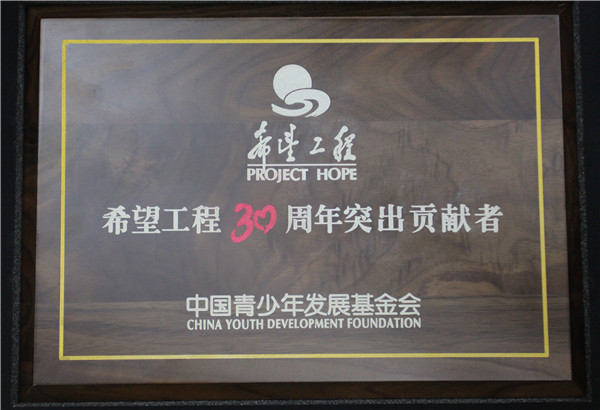 希望工程
PROJECT HOPE
希望工程30周年突出贡献者
中国青少年发展基金会
CHINA YOUTH DEVELOPMENT FOUNDATION